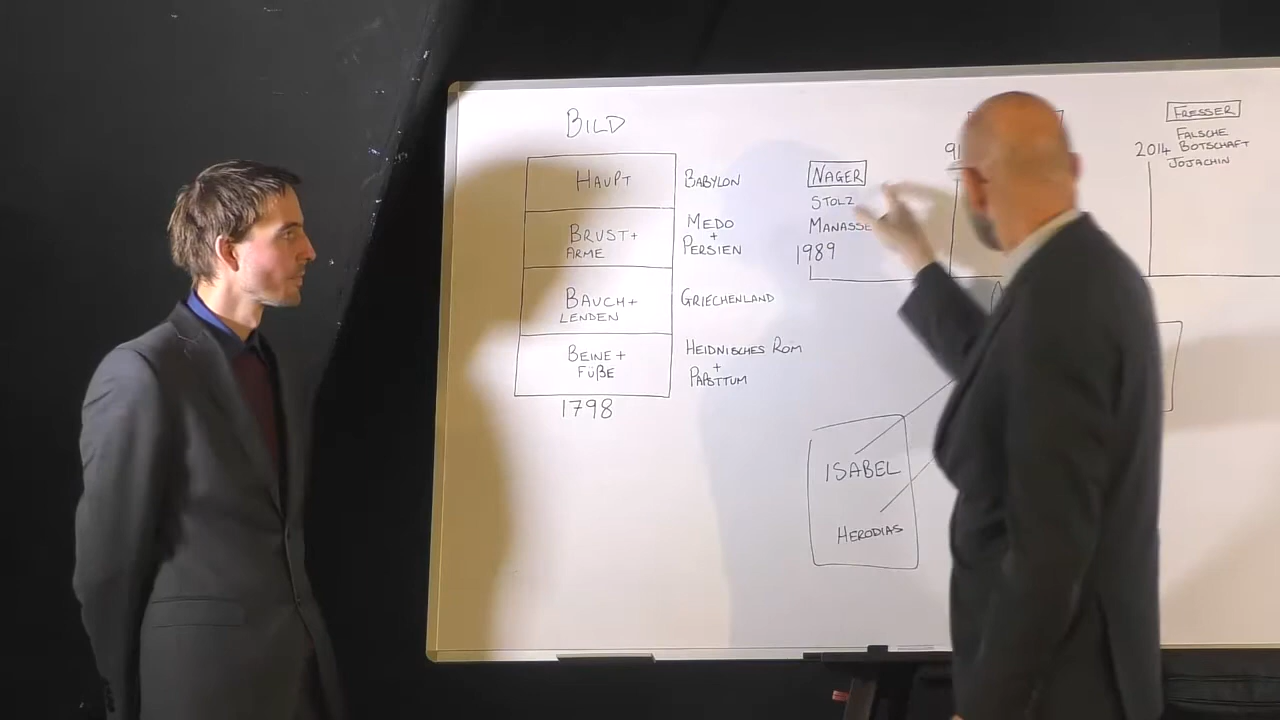 BILD
HAUPT
BABYLON
BRUST+
ARME
MEDO
+
PERSIEN
BAUCH+
LENDEN
GRIECHENLAND
BEINE+
FÜßE
HEIDNISCHES ROM
+
PAPSTTUM
1798
NAGER
STOLZ
MANASSE
1989
ISABEL
HERODIAS
FRESSER
FALSCHE
2014 BOTSCHAFT
JOJACHIN